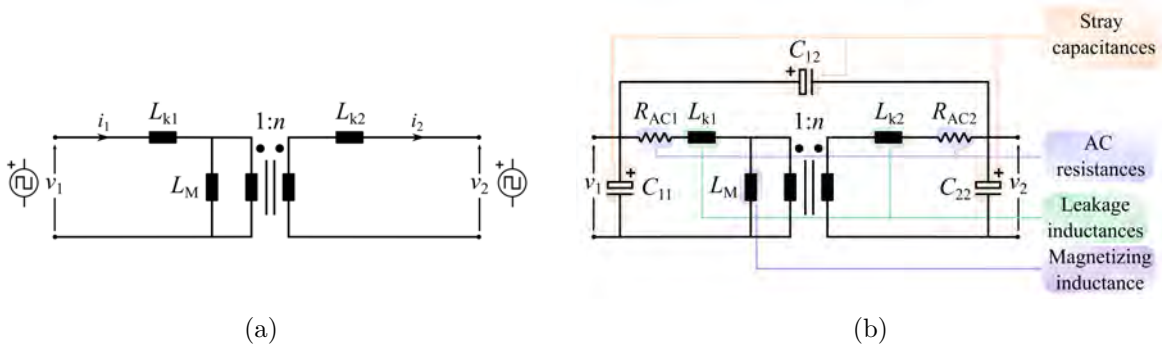 i1
Lk1
1:n
Lk2
i2
v1
LM
v2
(a)
C12
RAC1
Lk1
1:n
Lk2
RAC2
v1
C11
LM
C22
v2
Stray
capacitances
AC
resistances
Leakage
inductances
Magnetizing
inductance
(b)